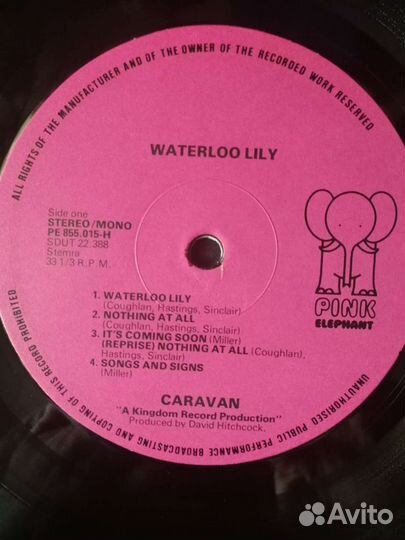 ALL RIGHTS OF THE MANUFACTURER AND OF THE OWNER OF THE RECORDED WORK RESERVED
UNAUTHORISED PUBLIC PERFORMANCE BROADCASTING AND COPYING OF THIS RECORD PROHIBITED
WATERLOO LILY
Side one
STEREO/MONO
PE 855.015-H
SDUT 22.388
Stemra
33 1/3 R.P.M.
PINK
ELEPHANT
1. WATERLOO LILY
(Coughlan, Hastings, Sinclair)
2. NOTHING AT ALL
(Coughlan, Hastings, Sinclair)
3. IT'S COMING SOON (Miller)
(REPRISE) NOTHING AT ALL (Coughlan),
Hastings, Sinclair)
4. SONGS AND SIGNS
(Miller)
CARAVAN
"A Kingdom Record Production"
Produced by David Hitchcock.
Avito